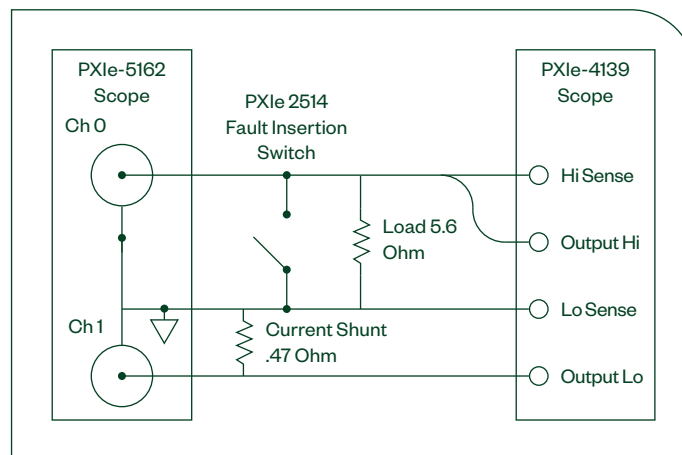 PXIe-5162
Scope
Ch 0
PXIe 2514
Fault Insertion
Switch
PXIe-4139
Scope
Hi Sense
Load 5.6
Ohm
Output Hi
Lo Sense
Ch 1
Current Shunt
.47 Ohm
Output Lo